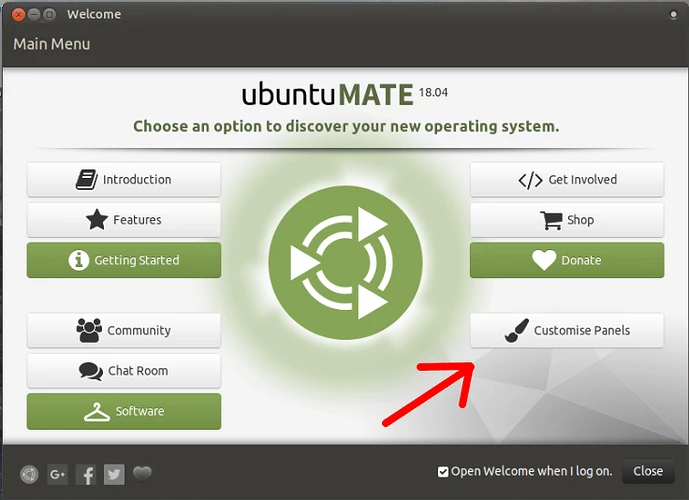 Welcome
Main Menu
ubuntuMATE 18.04
Choose an option to discover your new operating system.
Introduction
Features
Getting Started
Community
Chat Room
Software
Get Involved
Shop
Donate
Customise Panels
Open Welcome when I log on.
Close